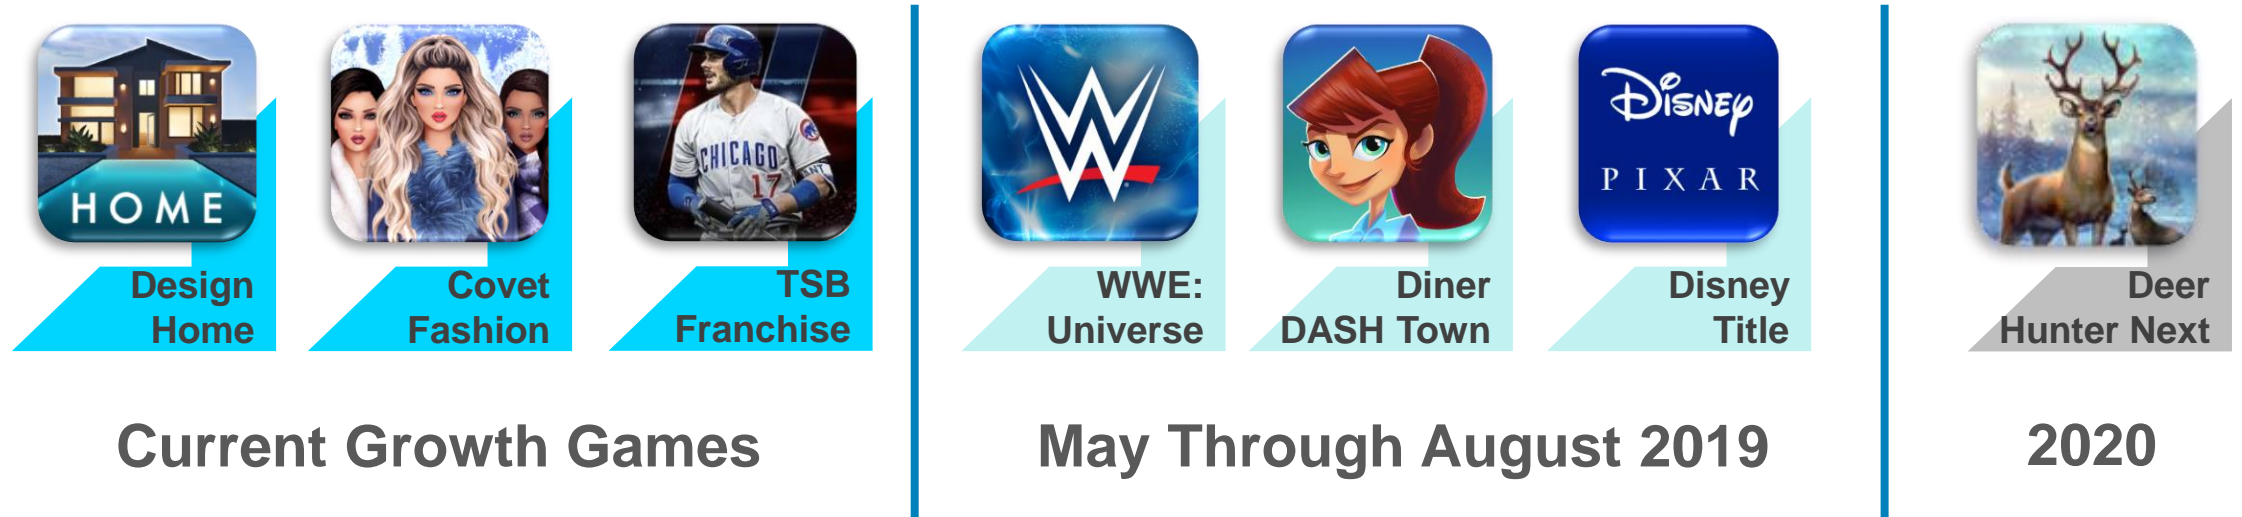 HOME
CHICAGO
17
ANT
W
DISNEY
PIXAR
Design
Home
Covet
Fashion
TSB
Franchise
WWE:
Universe
Diner
DASH Town
Disney
Title
Deer
Hunter Next
Current Growth Games
May Through August 2019
2020